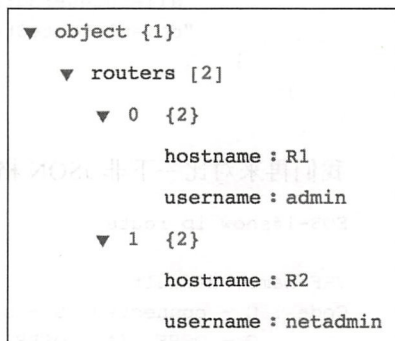 ▼ object {1}
▼ routers [2]
▼ 0 {2}
hostname : R1
username : admin
▼ 1 {2}
hostname : R2
username : netadmin